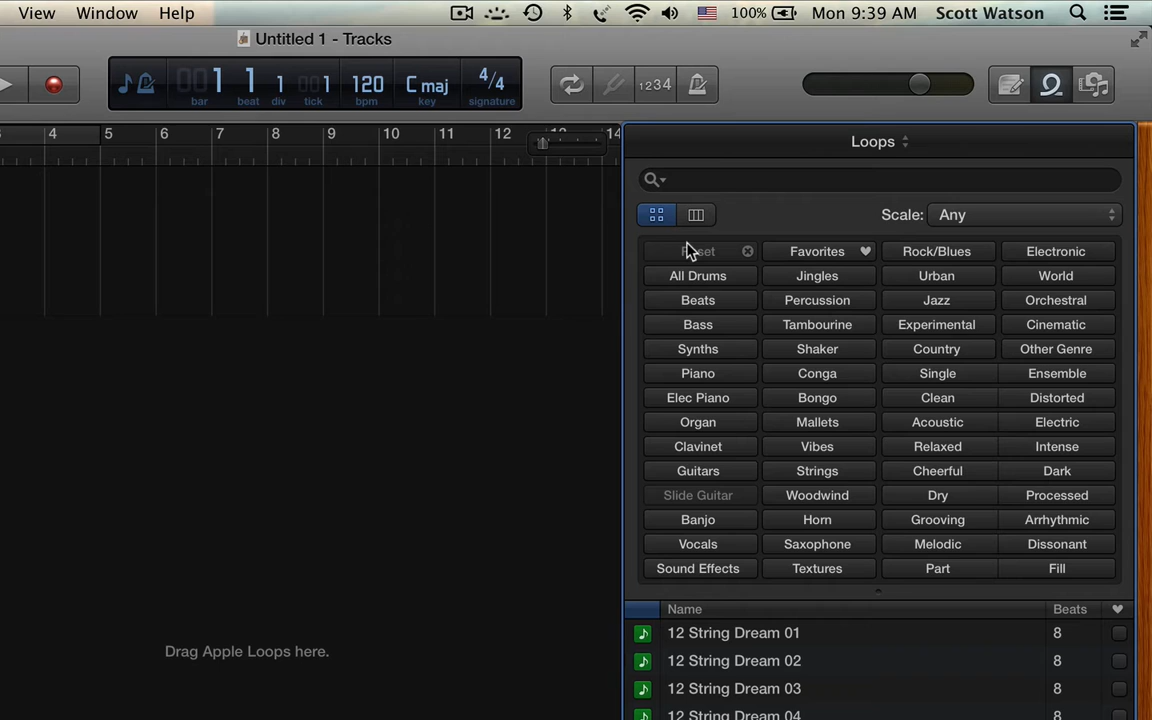 View Window Help 100% Mon 9:39 AM Scott Watson
Untitled 1 - Tracks
1 1 1 1 120 C maj 4/4
bar beat div tick bpm key signature
1234
4 5 6 7 8 9 10 11 12 13 14
Loops
Scale: Any
Reset Favorites Rock/Blues Electronic
All Drums Jingles Urban World
Beats Percussion Jazz Orchestral
Bass Tambourine Experimental Cinematic
Synths Shaker Country Other Genre
Piano Conga Single Ensemble
Elec Piano Bongo Clean Distorted
Organ Mallets Acoustic Electric
Clavinet Vibes Relaxed Intense
Guitars Strings Cheerful Dark
Slide Guitar Woodwind Dry Processed
Banjo Horn Grooving Arrhythmic
Vocals Saxophone Melodic Dissonant
Sound Effects Textures Part Fill
Name Beats
12 String Dream 01 8
12 String Dream 02 8
12 String Dream 03 8
12 String Dream 04 8
Drag Apple Loops here.